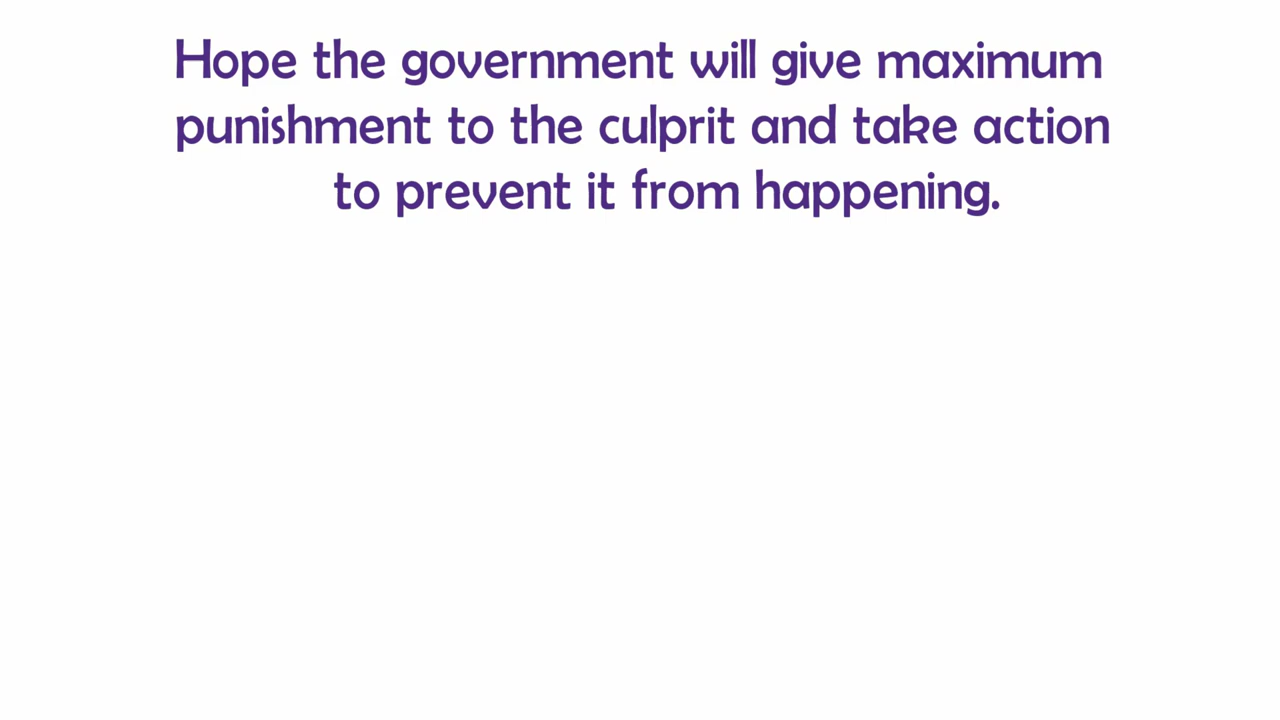 Hope the government will give maximum
punishment to the culprit and take action
to prevent it from happening.